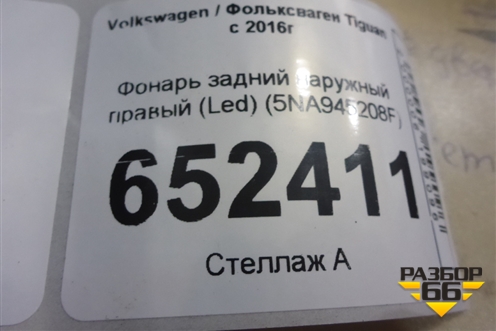 Volkswagen / Фольксваген Tiguan
с 2016г
Фонарь задний наружный
правый (Led) (5NA945208F)
652411
Стеллаж А
РАЗБОР
66